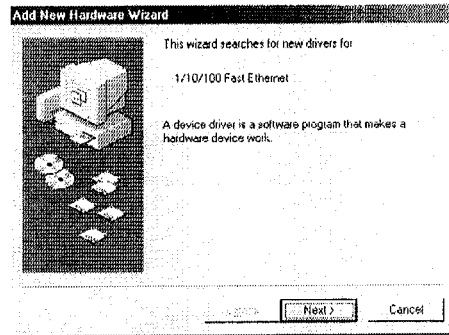 Add New Hardware Wizard
This wizard searches for new drivers for
1/10/100 Fast Ethernet
A device driver is a software program that makes a
hardware device work.
Next >
Cancel